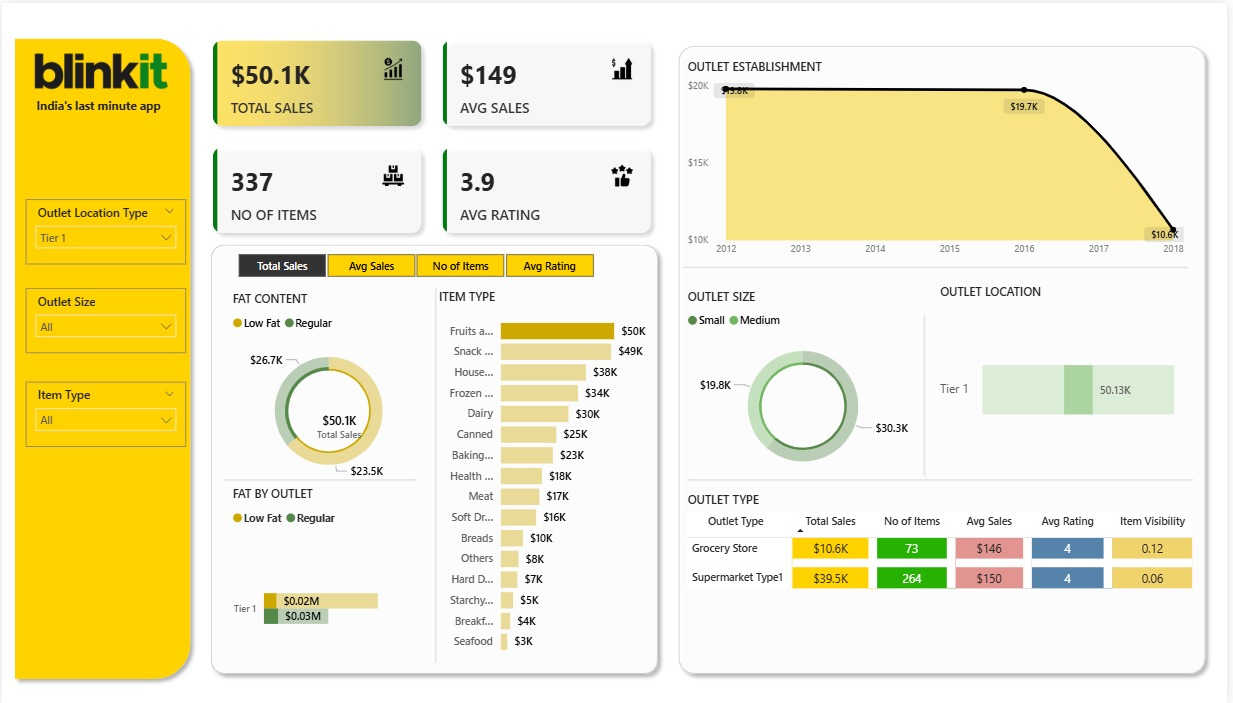 blinkit
India's last minute app
Outlet Location Type
Tier 1
Outlet Size
All
Item Type
All
$50.1K
TOTAL SALES
$149
AVG SALES
337
NO OF ITEMS
3.9
AVG RATING
Total Sales
Avg Sales
No of Items
Avg Rating
FAT CONTENT
Low Fat
Regular
$26.7K
$50.1K
Total Sales
$23.5K
FAT BY OUTLET
Low Fat
Regular
Tier 1
$0.02M
$0.03M
ITEM TYPE
Fruits a... $50K
Snack ... $49K
House... $38K
Frozen ... $34K
Dairy $30K
Canned $25K
Baking... $23K
Health ... $18K
Meat $17K
Soft Dr... $16K
Breads $10K
Others $8K
Hard D... $7K
Starchy... $5K
Breakf... $4K
Seafood $3K
OUTLET ESTABLISHMENT
$20K
$15K
$10K
$19.8K
$19.7K
$10.6K
2012 2013 2014 2015 2016 2017 2018
OUTLET SIZE
Small
Medium
$19.8K
$30.3K
OUTLET LOCATION
Tier 1
50.13K
OUTLET TYPE
Outlet Type Total Sales No of Items Avg Sales Avg Rating Item Visibility
Grocery Store $10.6K 73 $146 4 0.12
Supermarket Type1 $39.5K 264 $150 4 0.06